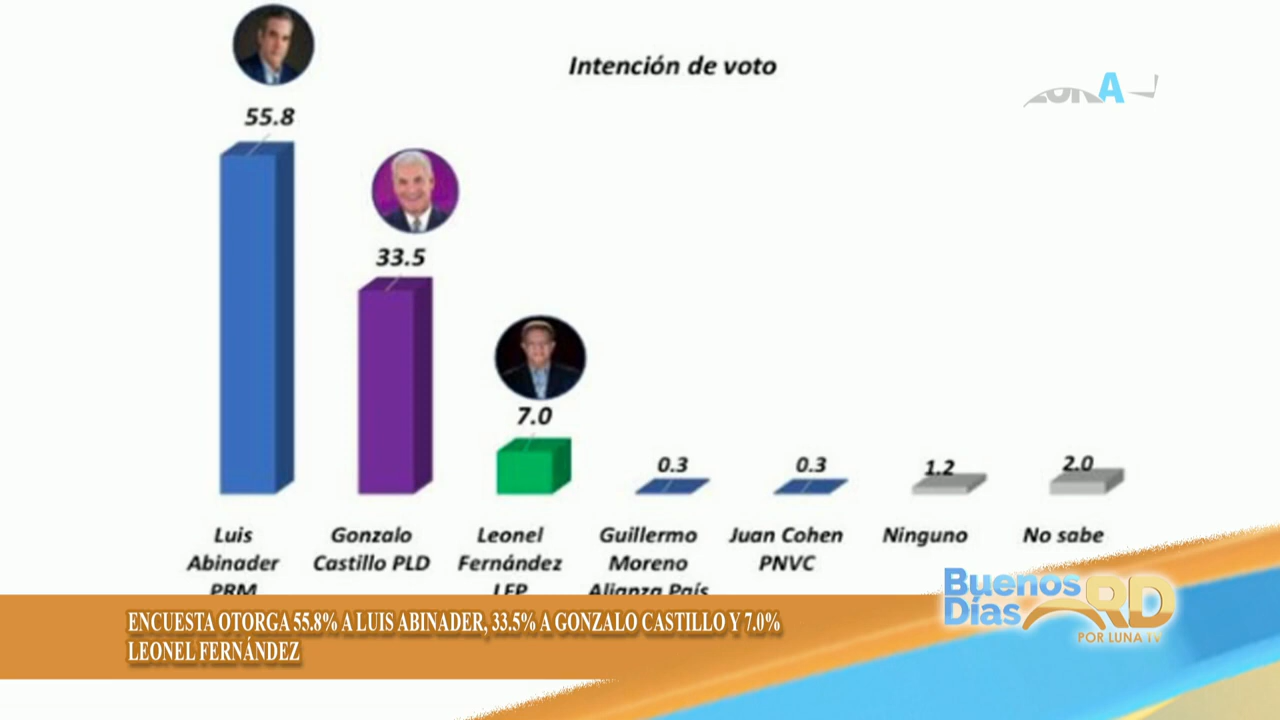 Intención de voto
LUNA
55.8
33.5
7.0
0.3
0.3
1.2
2.0
Luis
Abinader
PRM
Gonzalo
Castillo PLD
Leonel
Fernández
LFP
Guillermo
Moreno
Alianza País
Juan Cohen
PNVC
Ninguno
No sabe
ENCUESTA OTORGA 55.8% A LUIS ABINADER, 33.5% A GONZALO CASTILLO Y 7.0%
LEONEL FERNÁNDEZ
Buenos
Días RD
POR LUNA TV